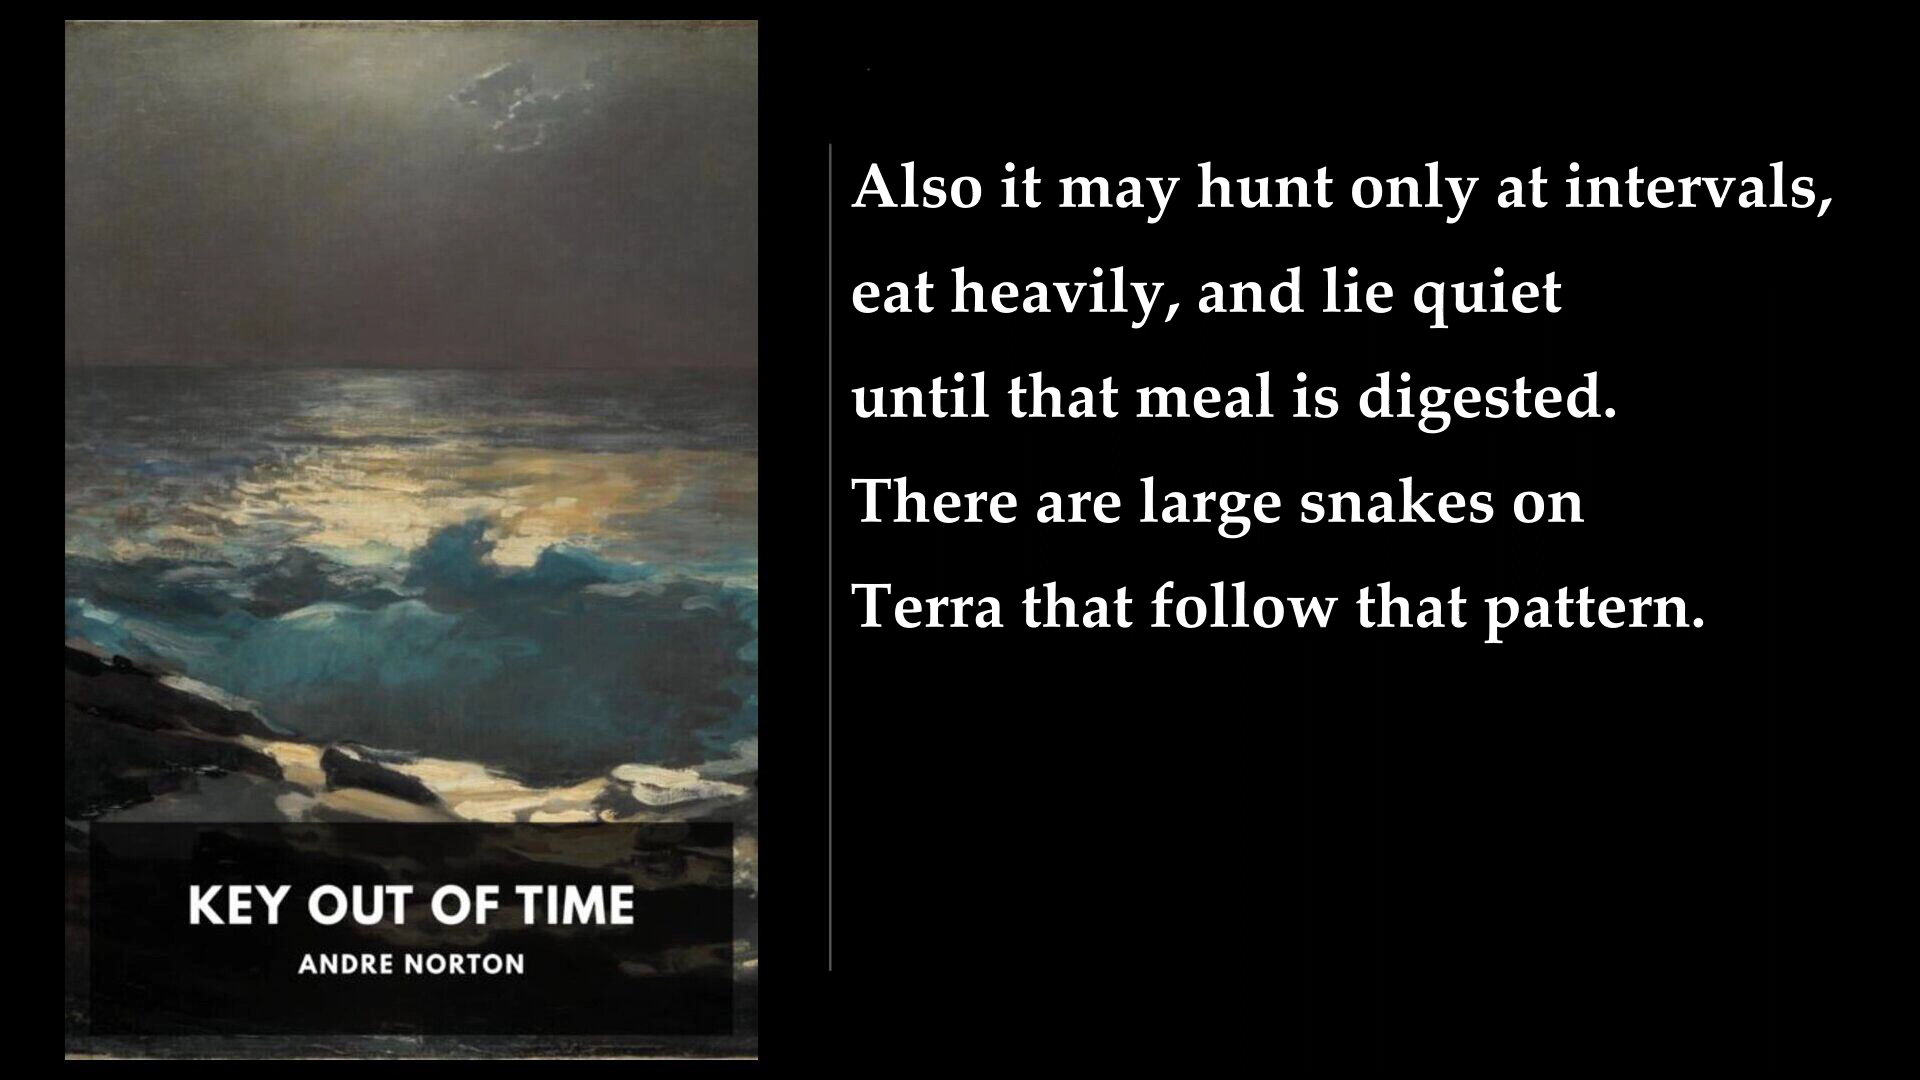 KEY OUT OF TIME
ANDRE NORTON
Also it may hunt only at intervals,
eat heavily, and lie quiet
until that meal is digested.
There are large snakes on
Terra that follow that pattern.